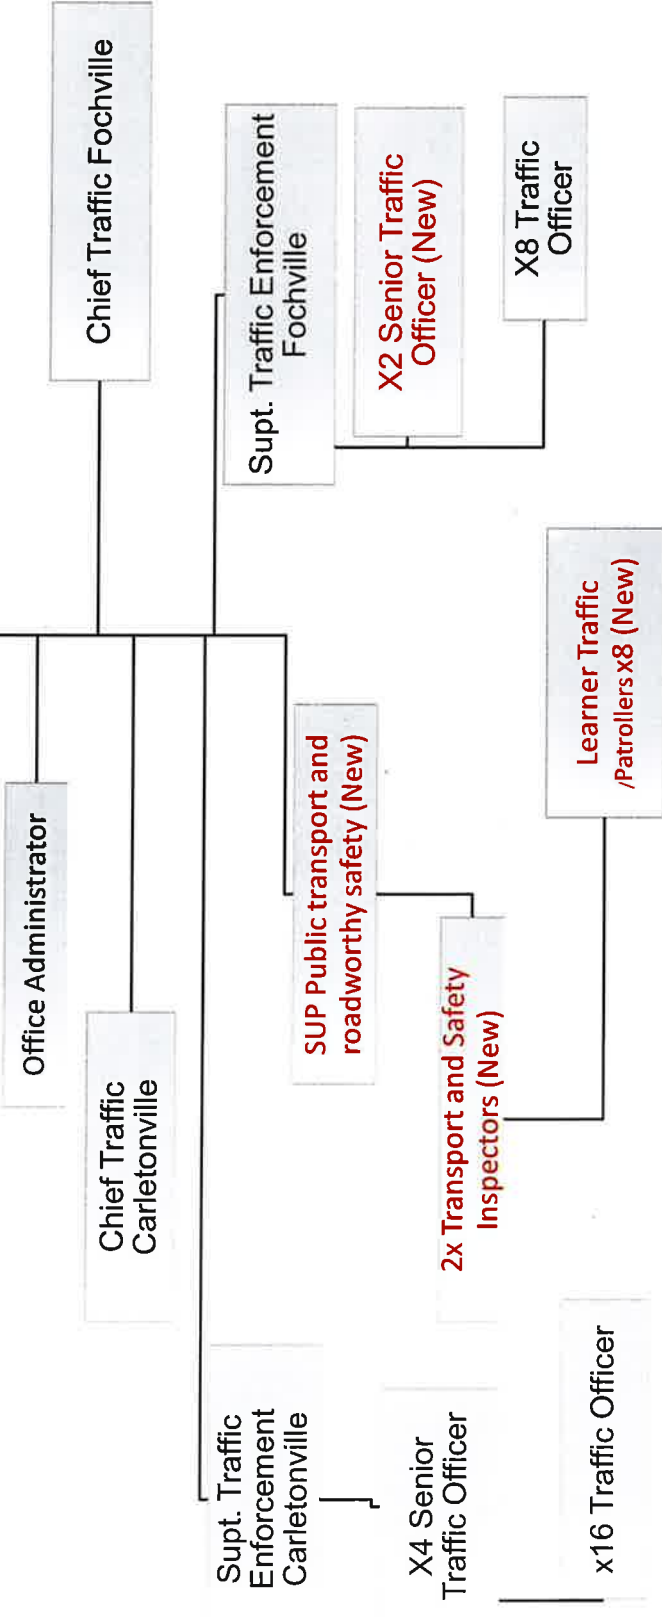 Office Administrator
Chief Traffic Fochville
Chief Traffic
Carletonville
Supt. Traffic
Enforcement
Carletonville
SUP Public transport and
roadworthy safety (New)
Supt. Traffic Enforcement
Fochville
X4 Senior
Traffic Officer
2x Transport and Safety
Inspectors (New)
X2 Senior Traffic
Officer (New)
x16 Traffic Officer
Learner Traffic
/Patrollers x8 (New)
X8 Traffic
Officer